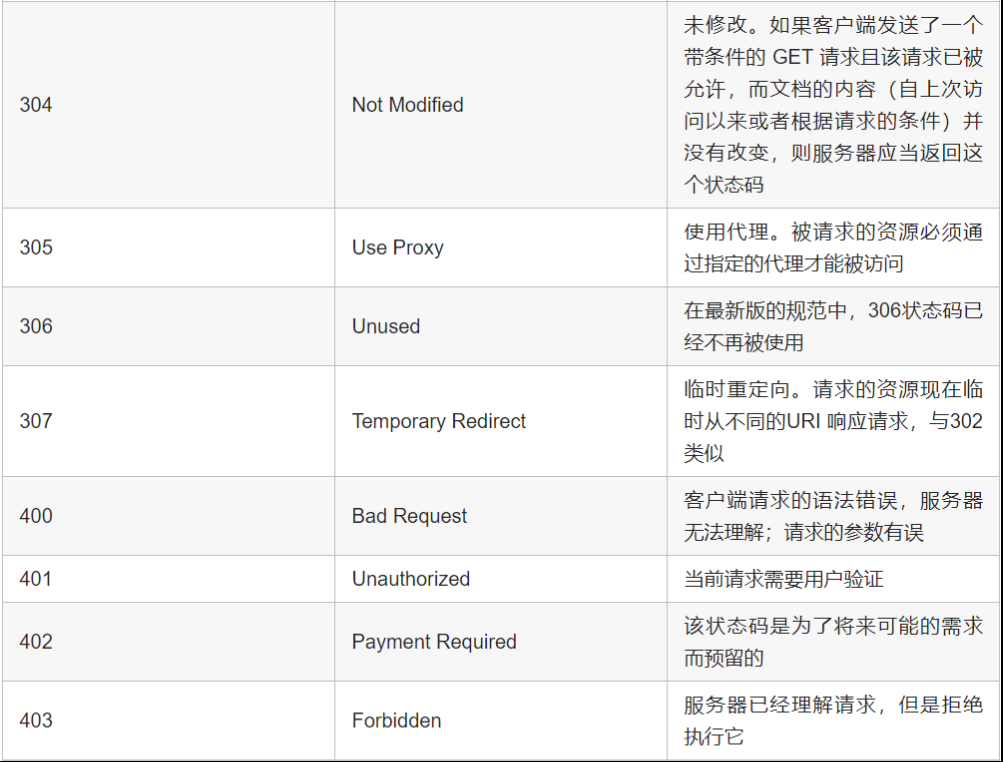 304
Not Modified
未修改。如果客户端发送了一个
带条件的 GET 请求且该请求已被
允许，而文档的内容（自上次访
问以来或者根据请求的条件）并
没有改变，则服务器应当返回这
个状态码
305
Use Proxy
使用代理。被请求的资源必须通
过指定的代理才能被访问
306
Unused
在最新版的规范中，306状态码已
经不再被使用
307
Temporary Redirect
临时重定向。请求的资源现在临
时从不同的URI 响应请求，与302
类似
400
Bad Request
客户端请求的语法错误，服务器
无法理解；请求的参数有误
401
Unauthorized
当前请求需要用户验证
402
Payment Required
该状态码是为了将来可能的需求
而预留的
403
Forbidden
服务器已经理解请求，但是拒绝
执行它